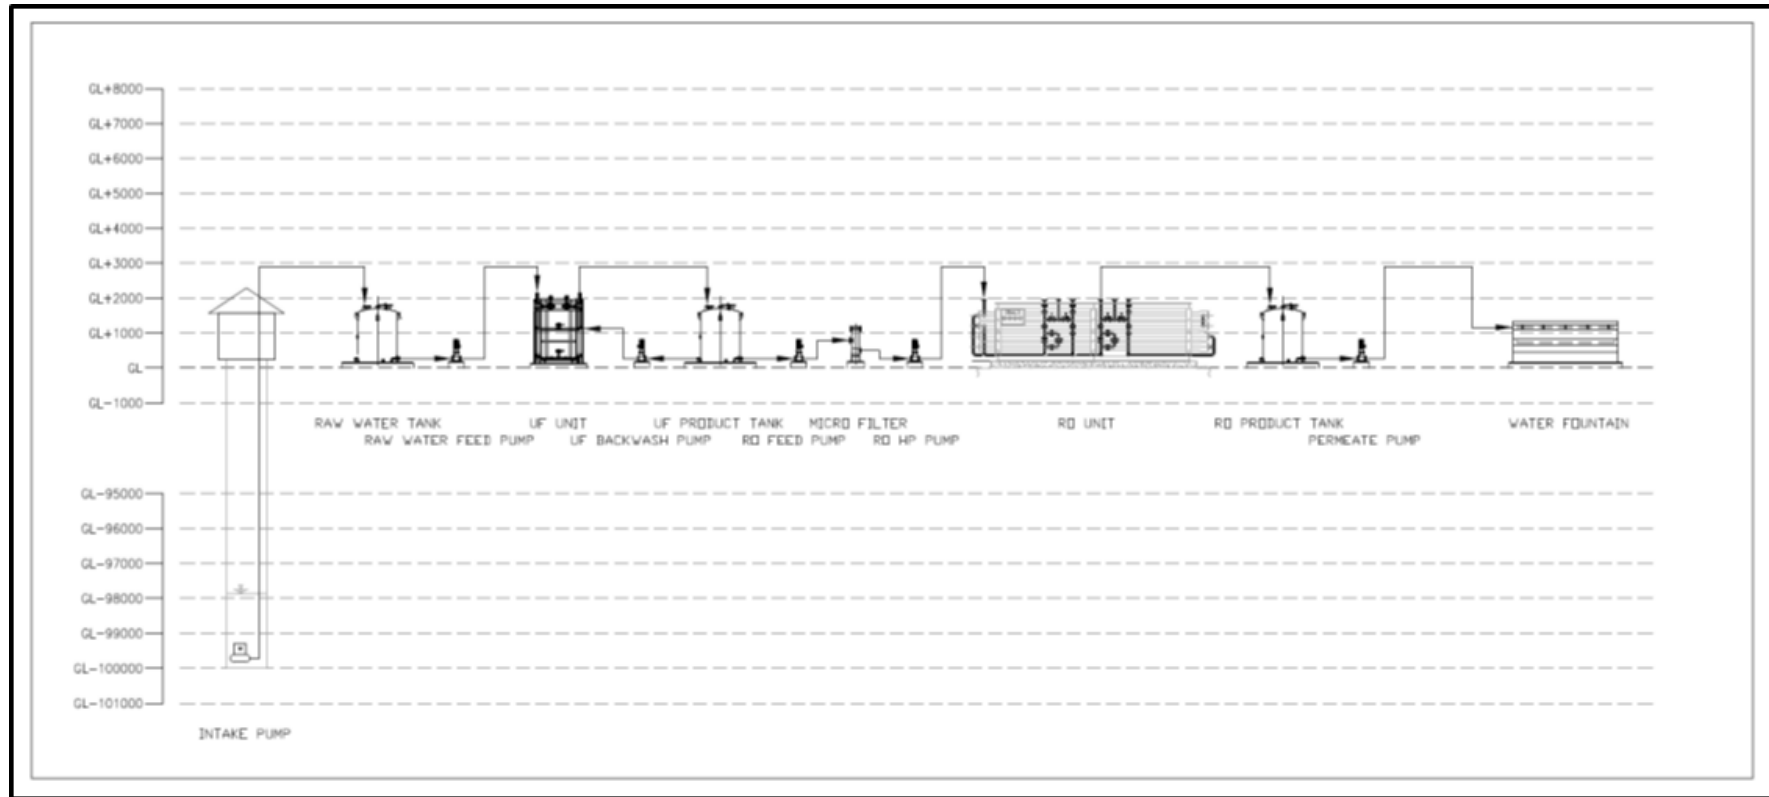 GL+8000
GL+7000
GL+6000
GL+5000
GL+4000
GL+3000
GL+2000
GL+1000
GL
GL-1000
RAW WATER TANK UF UNIT UF PRODUCT TANK MICRO FILTER RO UNIT RO PRODUCT TANK WATER FOUNTAIN
RAW WATER FEED PUMP UF BACKWASH PUMP RO FEED PUMP RO HP PUMP PERMEATE PUMP
GL-95000
GL-96000
GL-97000
GL-98000
GL-99000
GL-100000
GL-101000
INTAKE PUMP